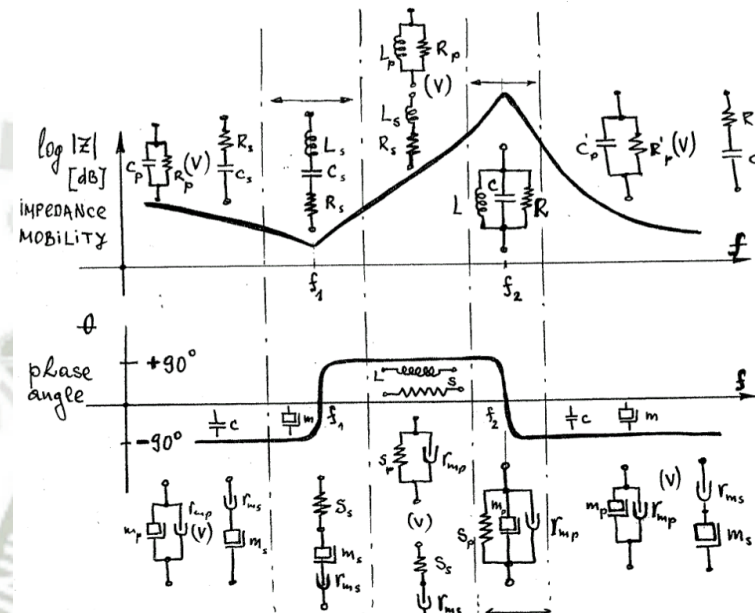 L_p R_p
(V)
L_s
R_s
log |Z|
[dB]
IMPEDANCE
MOBILITY
C_p R_p (V)
R_s
C_s
L_s
C_s
R_s
L C R
C'_p R'_p (V)
R
C
f_1
f_2
f
θ
phase
angle
+90°
-90°
L
s
c
m
f_1
f_2
c
m
f
m_p r_mp
(V)
r_ms
m_s
S_s
m_s
r_ms
s_p r_mp
(V)
S_s
r_ms
S_p m_p r_mp
m_p r_mp
(V)
r_ms
m_s